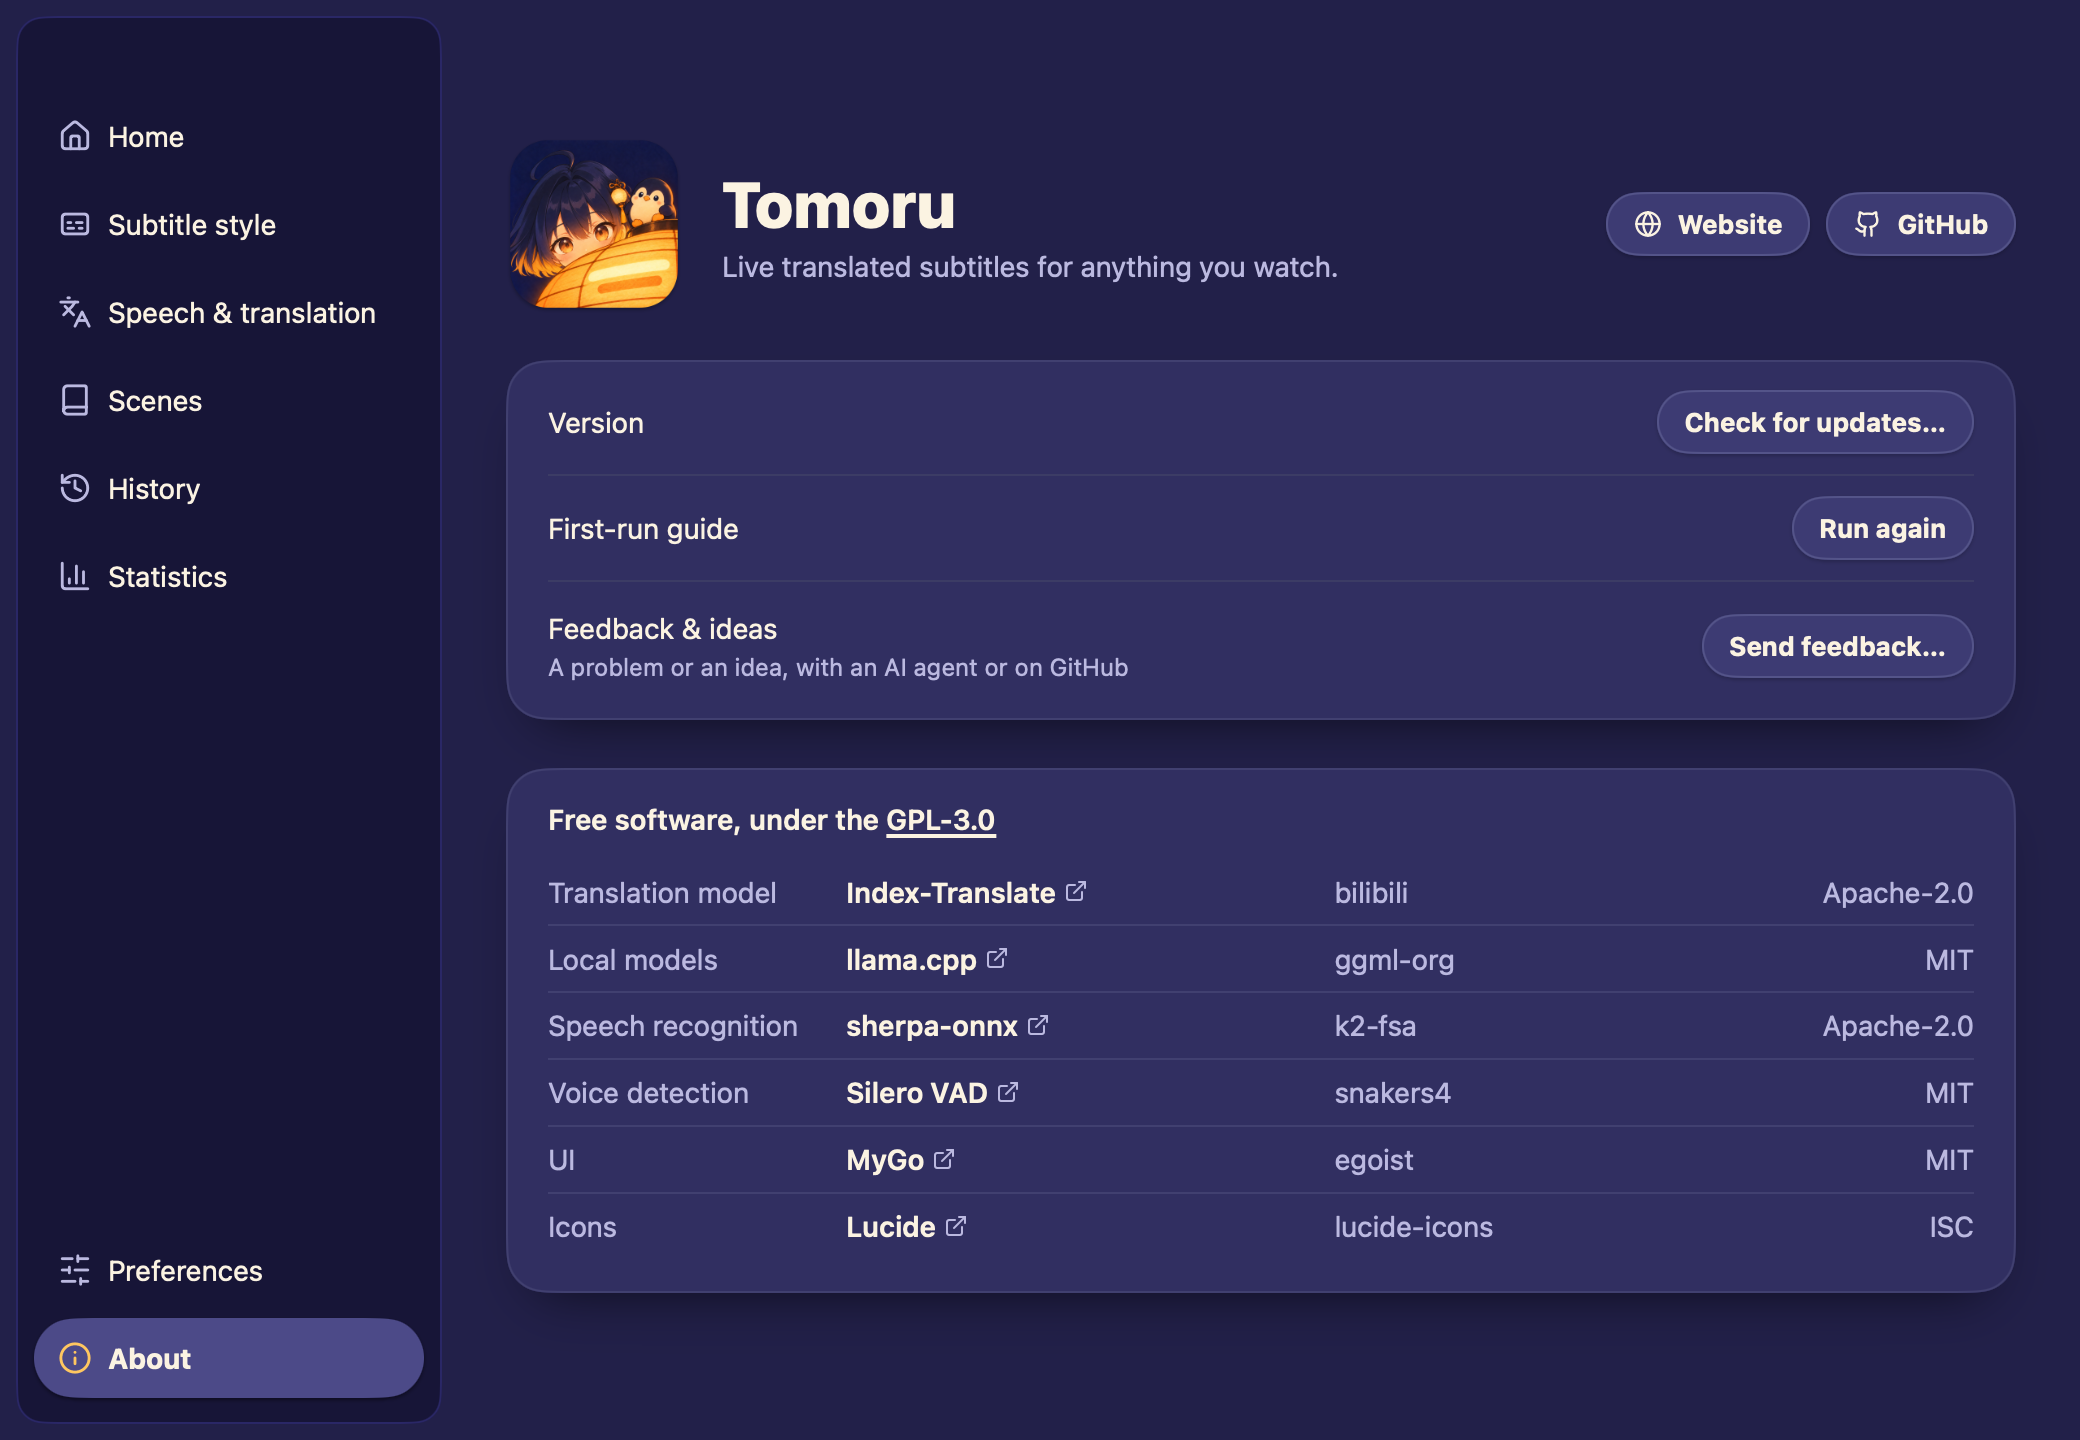 Home
Subtitle style
Speech & translation
Scenes
History
Statistics
Preferences
About
Tomoru
Live translated subtitles for anything you watch.
Website
GitHub
Version
Check for updates...
First-run guide
Run again
Feedback & ideas
A problem or an idea, with an AI agent or on GitHub
Send feedback...
Free software, under the GPL-3.0
Translation model Index-Translate bilibili Apache-2.0
Local models llama.cpp ggml-org MIT
Speech recognition sherpa-onnx k2-fsa Apache-2.0
Voice detection Silero VAD snakers4 MIT
UI MyGo egoist MIT
Icons Lucide lucide-icons ISC